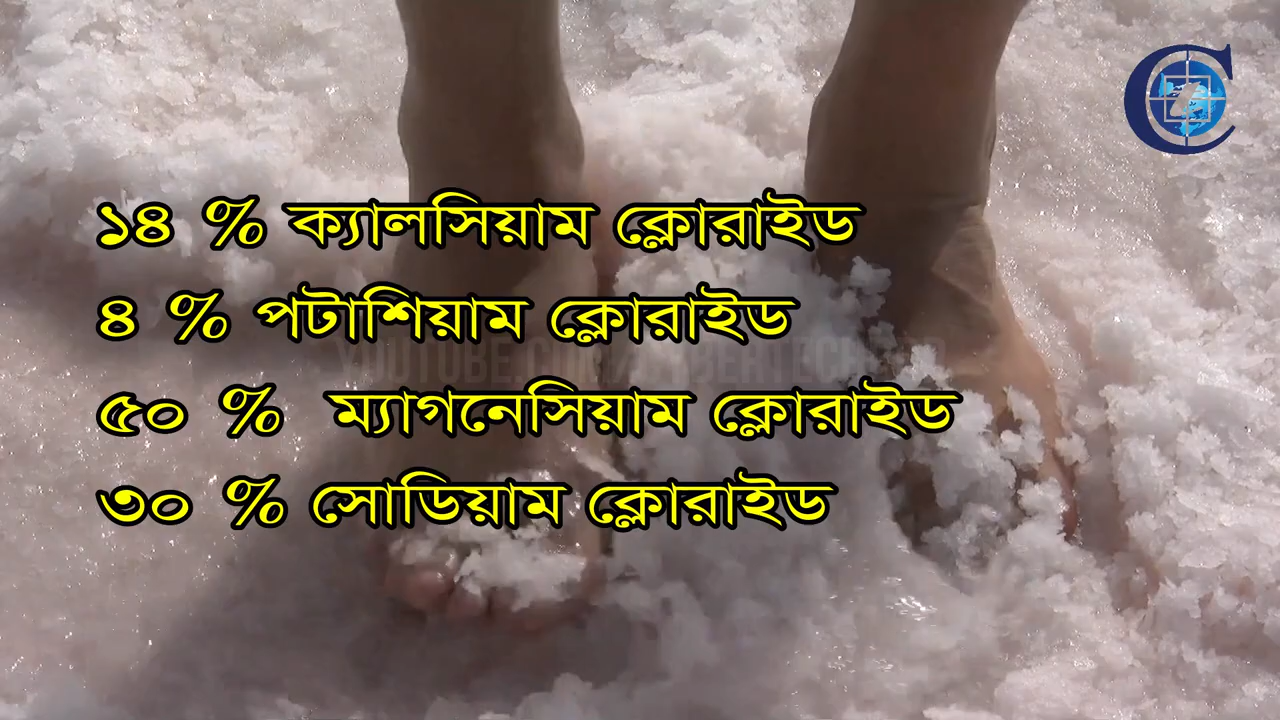 ১৪ % ক্যালসিয়াম ক্লোরাইড
৪ % পটাশিয়াম ক্লোরাইড
৫০ % ম্যাগনেসিয়াম ক্লোরাইড
৩০ % সোডিয়াম ক্লোরাইড